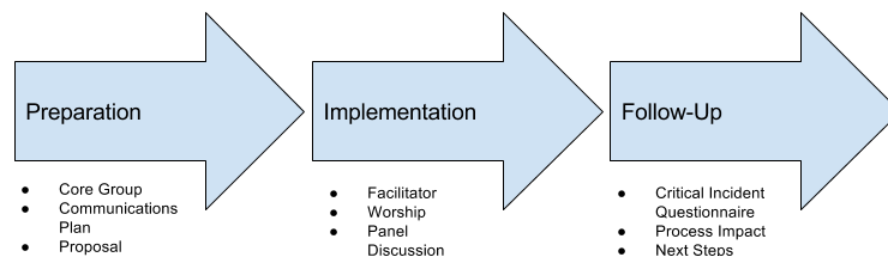 Preparation
● Core Group
● Communications
Plan
● Proposal
Implementation
● Facilitator
● Worship
● Panel
Discussion
Follow-Up
● Critical Incident
Questionnaire
● Process Impact
● Next Steps